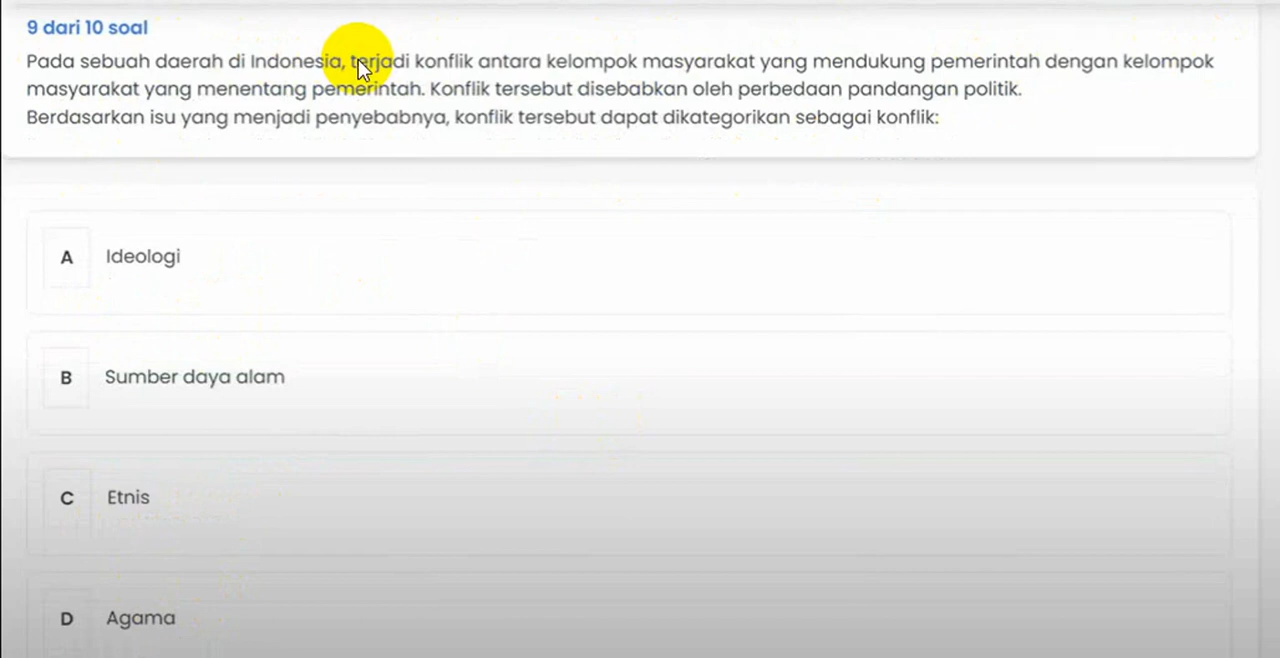 9 dari 10 soal
Pada sebuah daerah di Indonesia, terjadi konflik antara kelompok masyarakat yang mendukung pemerintah dengan kelompok
masyarakat yang menentang pemerintah. Konflik tersebut disebabkan oleh perbedaan pandangan politik.
Berdasarkan isu yang menjadi penyebabnya, konflik tersebut dapat dikategorikan sebagai konflik:
A Ideologi
B Sumber daya alam
C Etnis
D Agama